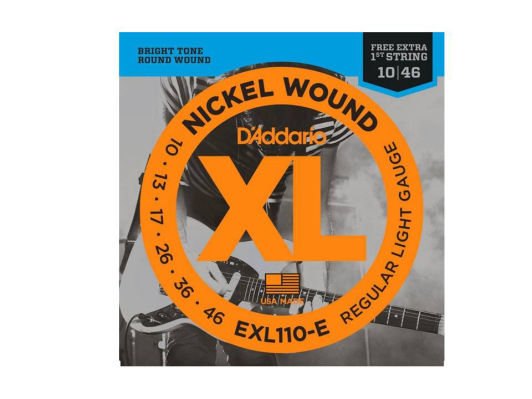 BRIGHT TONE
ROUND WOUND
FREE EXTRA
1ST STRING
10|46
NICKEL WOUND
D'Addario
XL
USA MADE
10 • 13 • 17 • 26 • 36 • 46
EXL110-E
REGULAR LIGHT GAUGE